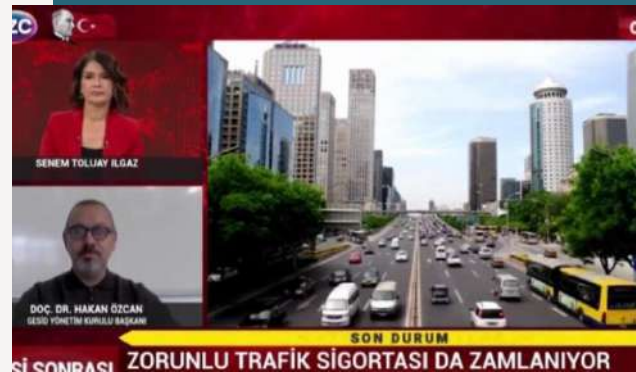 ZC
SENEM TOLUAY ILGAZ
DOÇ. DR. HAKAN ÖZCAN
GESİD YÖNETİM KURULU BAŞKANI
SON DURUM
Sİ SONRASI
ZORUNLU TRAFİK SİGORTASI DA ZAMLANIYOR